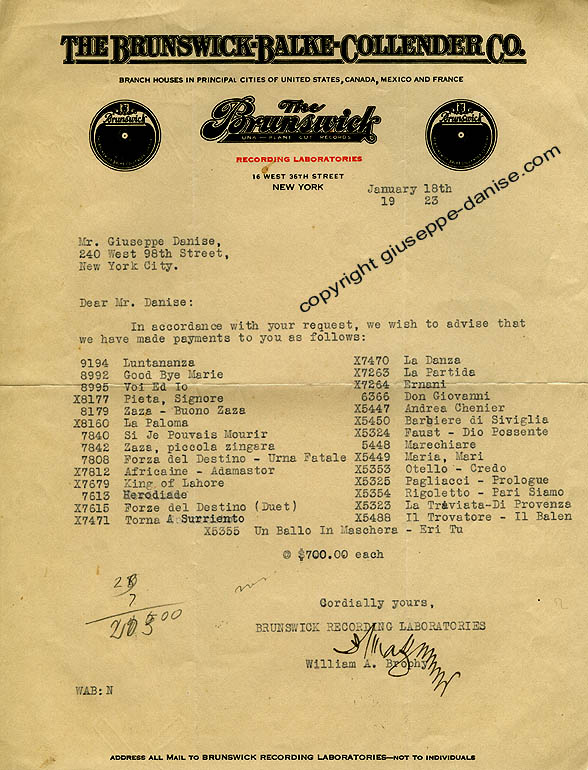 THE BRUNSWICK-BALKE-COLLENDER CO.
BRANCH HOUSES IN PRINCIPAL CITIES OF UNITED STATES, CANADA, MEXICO AND FRANCE
Brunswick
The
Brunswick
Brunswick
RECORDING LABORATORIES
16 WEST 36TH STREET
NEW YORK
January 18th
19 23
copyright giuseppe-danise.com
Mr. Giuseppe Danise,
240 West 98th Street,
New York City.
Dear Mr. Danise:
In accordance with your request, we wish to advise that
we have made payments to you as follows:
9194 Luntananza X7470 La Danza
8992 Good Bye Marie X7263 La Partida
8995 Voi Ed Io X7264 Ernani
X8177 Pieta, Signore 6366 Don Giovanni
8179 Zaza - Buono Zaza X5447 Andrea Chenier
X8160 La Paloma X5450 Barbiere di Siviglia
7840 Si Je Pouvais Mourir X5324 Faust - Dio Possente
7842 Zaza, piccola zingara 5448 Marechiare
7808 Forza del Destino - Urna Fatale X5449 Maria, Mari
X7812 Africaine - Adamastor X5353 Otello - Credo
X7679 King of Lahore X5325 Pagliacci - Prologue
7613 Herodiade X5354 Rigoletto - Pari Siamo
X7615 Forze del Destino (Duet) X5323 La Traviata-Di Provenza
X7471 Torna A Surriento X5488 Il Trovatore - Il Balen
X5355 Un Ballo In Maschera - Eri Tu
@ $700.00 each
7
Cordially yours,
BRUNSWICK RECORDING LABORATORIES
William A. Brophy
WAB:N
ADDRESS ALL MAIL TO BRUNSWICK RECORDING LABORATORIES—NOT TO INDIVIDUALS